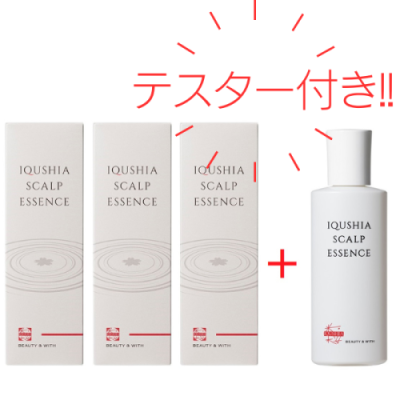 テスター付き!!
IQUSHIA
SCALP
ESSENCE
BEAUTY & WITH
IQUSHIA
SCALP
ESSENCE
BEAUTY & WITH
IQUSHIA
SCALP
ESSENCE
BEAUTY & WITH
+
IQUSHIA
SCALP
ESSENCE
BEAUTY & WITH